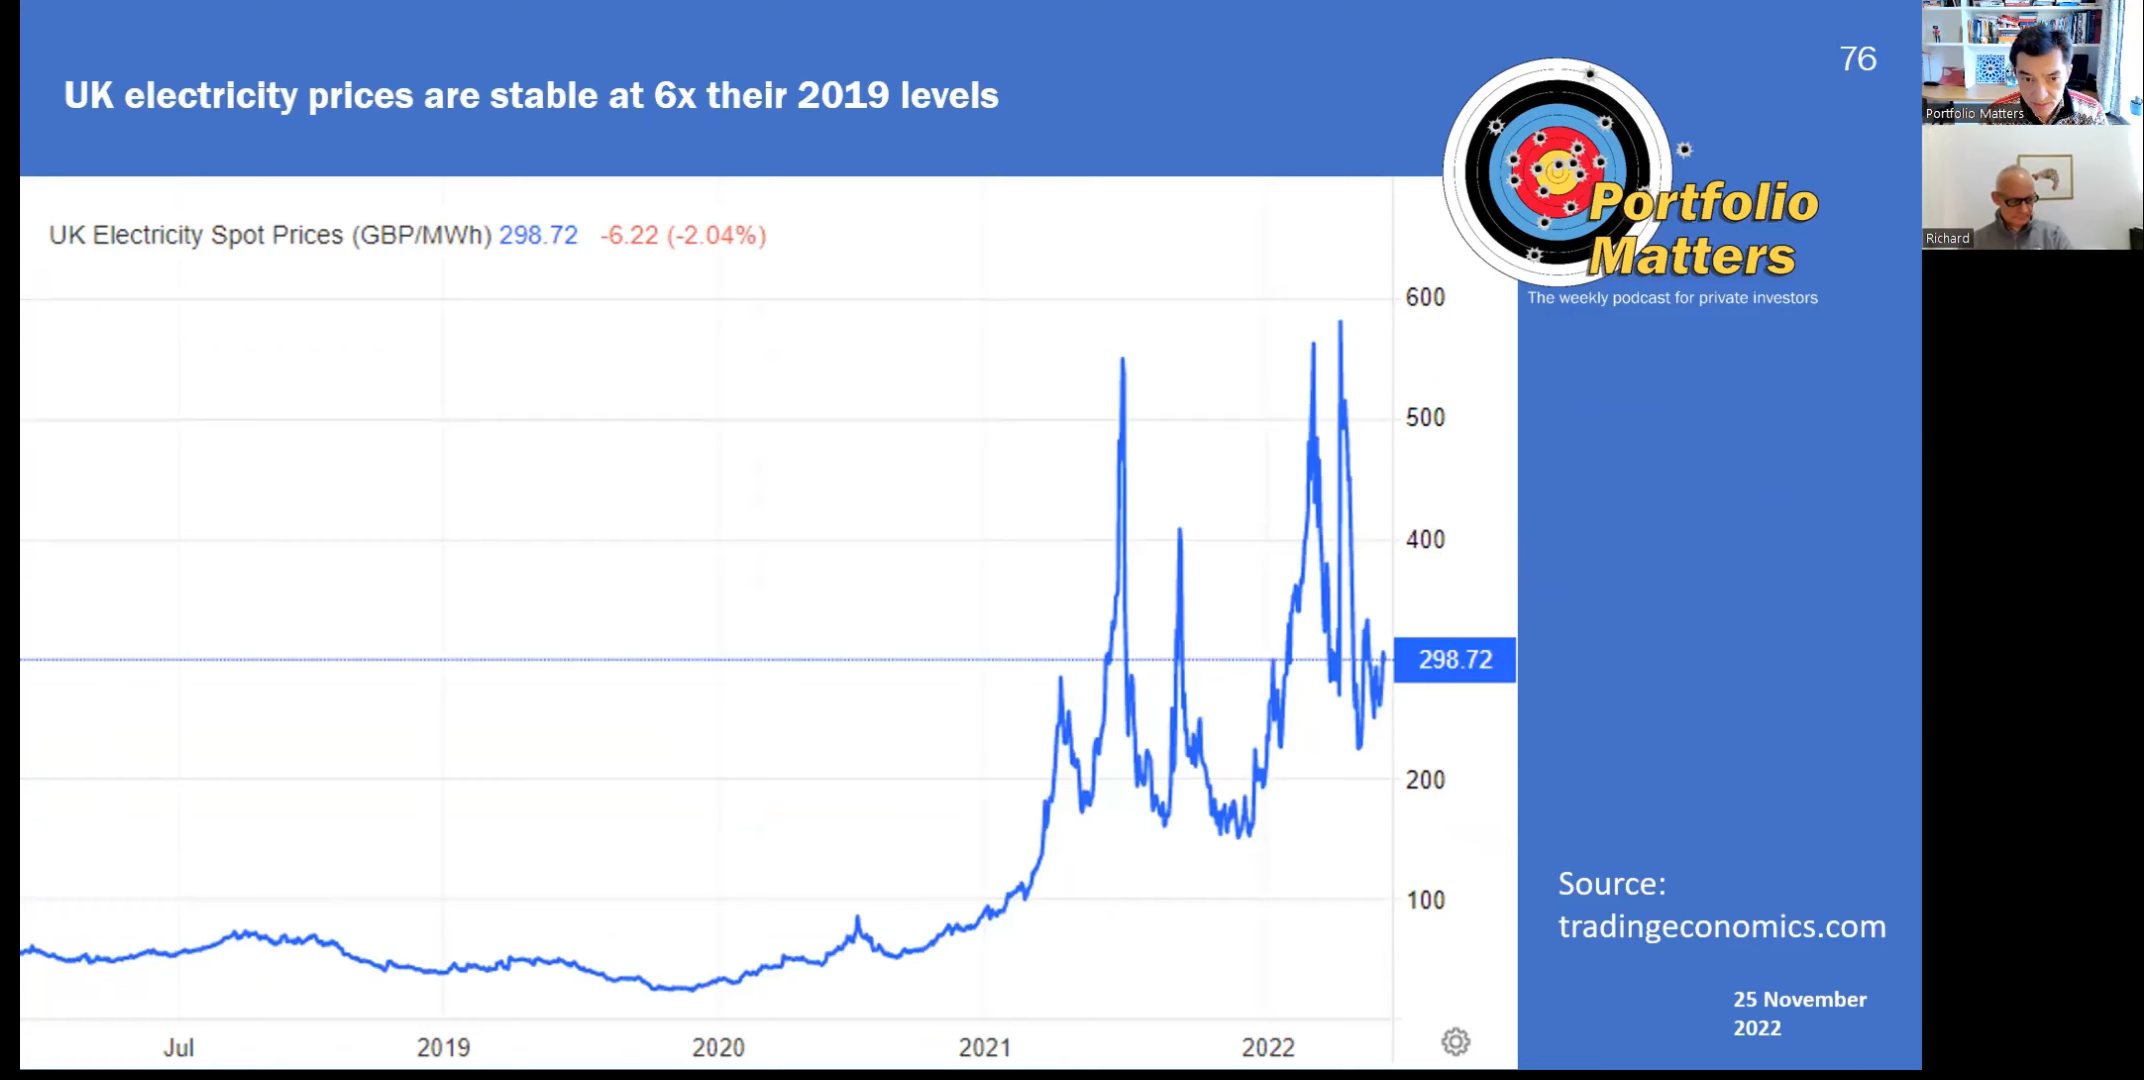 UK electricity prices are stable at 6x their 2019 levels
76
Portfolio
Matters
The weekly podcast for private investors
Portfolio Matters
Richard
UK Electricity Spot Prices (GBP/MWh) 298.72 -6.22 (-2.04%)
600
500
400
298.72
200
100
Jul
2019
2020
2021
2022
Source:
tradingeconomics.com
25 November
2022